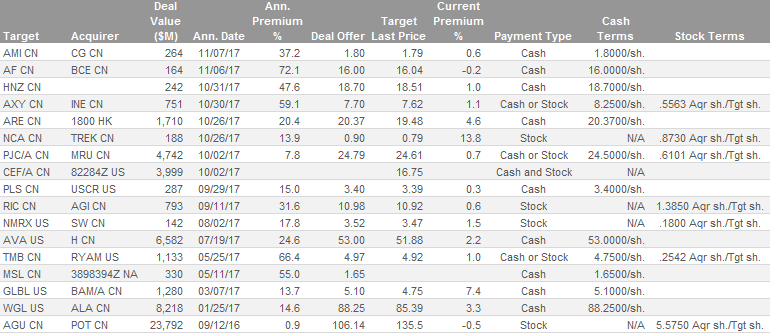 Deal Ann. Current
Value Premium Target Premium Cash
Target Acquirer ($M) Ann. Date % Deal Offer Last Price % Payment Type Terms Stock Terms
AMI CN CG CN 264 11/07/17 37.2 1.80 1.79 0.6 Cash 1.8000/sh.
AF CN BCE CN 164 11/06/17 72.1 16.00 16.04 -0.2 Cash 16.0000/sh.
HNZ CN 242 10/31/17 47.6 18.70 18.51 1.0 Cash 18.7000/sh.
AXY CN INE CN 751 10/30/17 59.1 7.70 7.62 1.1 Cash or Stock 8.2500/sh. .5563 Aqr sh./Tgt sh.
ARE CN 1800 HK 1,710 10/26/17 20.4 20.37 19.48 4.6 Cash 20.3700/sh.
NCA CN TREK CN 188 10/26/17 13.9 0.90 0.79 13.8 Stock N/A .8730 Aqr sh./Tgt sh.
PJC/A CN MRU CN 4,742 10/02/17 7.8 24.79 24.61 0.7 Cash or Stock 24.5000/sh. .6101 Aqr sh./Tgt sh.
CEF/A CN 82284Z US 3,999 10/02/17 16.75 Cash and Stock N/A
PLS CN USCR US 287 09/29/17 15.0 3.40 3.39 0.3 Cash 3.4000/sh.
RIC CN AGI CN 793 09/11/17 31.6 10.98 10.92 0.6 Stock N/A 1.3850 Aqr sh./Tgt sh.
NMRX US SW CN 142 08/02/17 17.8 3.52 3.47 1.5 Stock N/A .1800 Aqr sh./Tgt sh.
AVA US H CN 6,582 07/19/17 24.6 53.00 51.88 2.2 Cash 53.0000/sh.
TMB CN RYAM US 1,133 05/25/17 66.4 4.97 4.92 1.0 Cash or Stock 4.7500/sh. .2542 Aqr sh./Tgt sh.
MSL CN 3898394Z NA 330 05/11/17 55.0 1.65 Cash 1.6500/sh.
GLBL US BAM/A CN 1,280 03/07/17 13.7 5.10 4.75 7.4 Cash 5.1000/sh.
WGL US ALA CN 8,218 01/25/17 14.6 88.25 85.39 3.3 Cash 88.2500/sh.
AGU CN POT CN 23,792 09/12/16 0.9 106.14 135.5 -0.5 Stock N/A 5.5750 Aqr sh./Tgt sh.